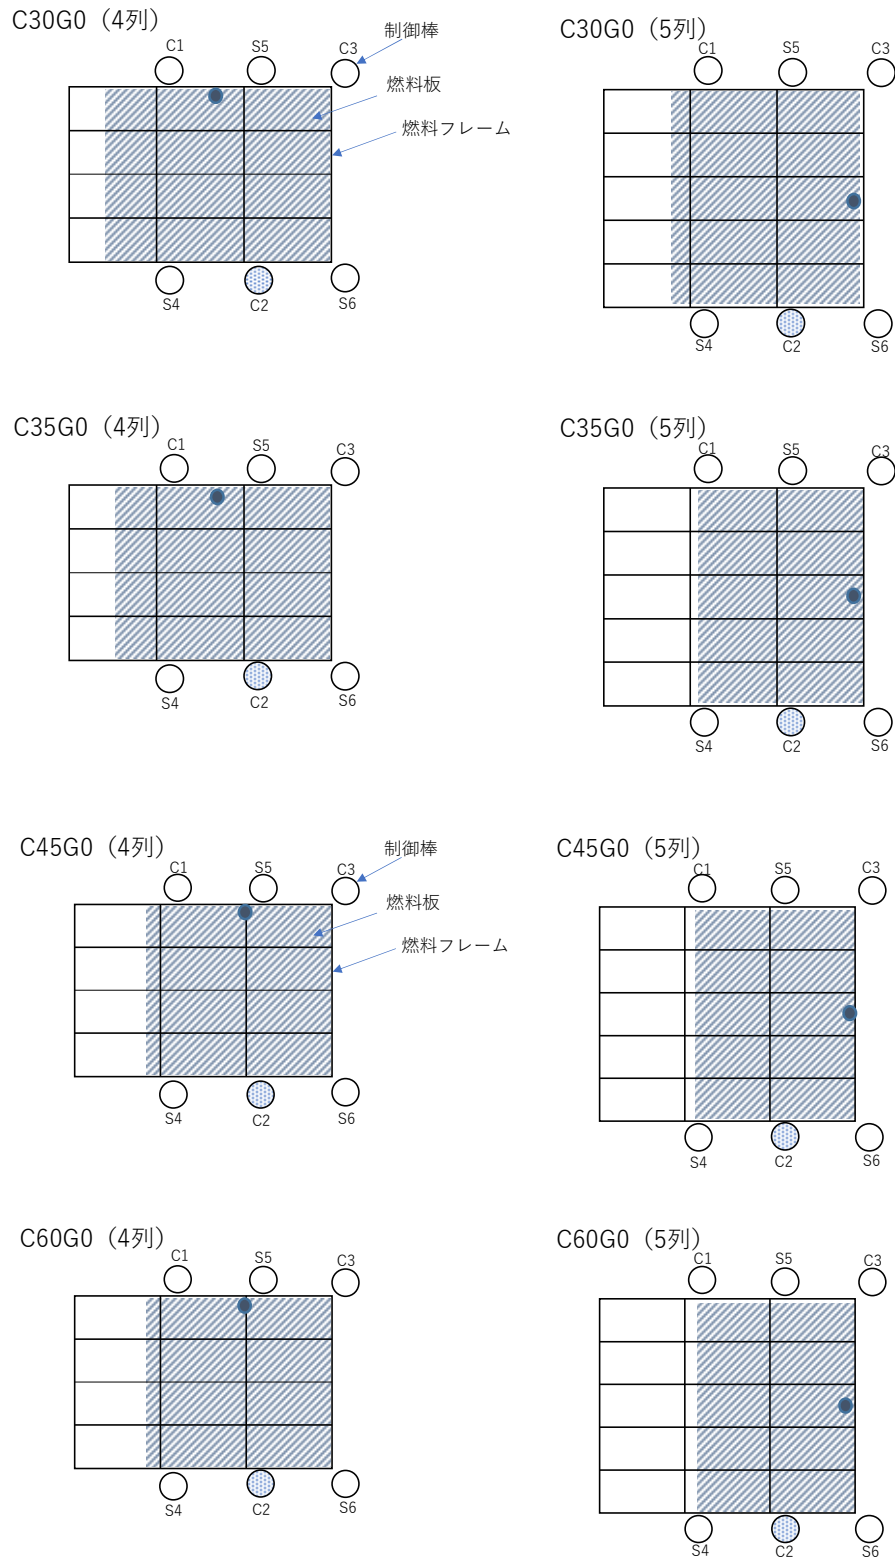 C30G0（4列）
C1
S5
C3
制御棒
燃料板
燃料フレーム
S4
C2
S6
C30G0（5列）
C1
S5
C3
S4
C2
S6
C35G0（4列）
C1
S5
C3
S4
C2
S6
C35G0（5列）
C1
S5
C3
S4
C2
S6
C45G0（4列）
C1
S5
C3
制御棒
燃料板
燃料フレーム
S4
C2
S6
C45G0（5列）
C1
S5
C3
S4
C2
S6
C60G0（4列）
C1
S5
C3
S4
C2
S6
C60G0（5列）
C1
S5
C3
S4
C2
S6